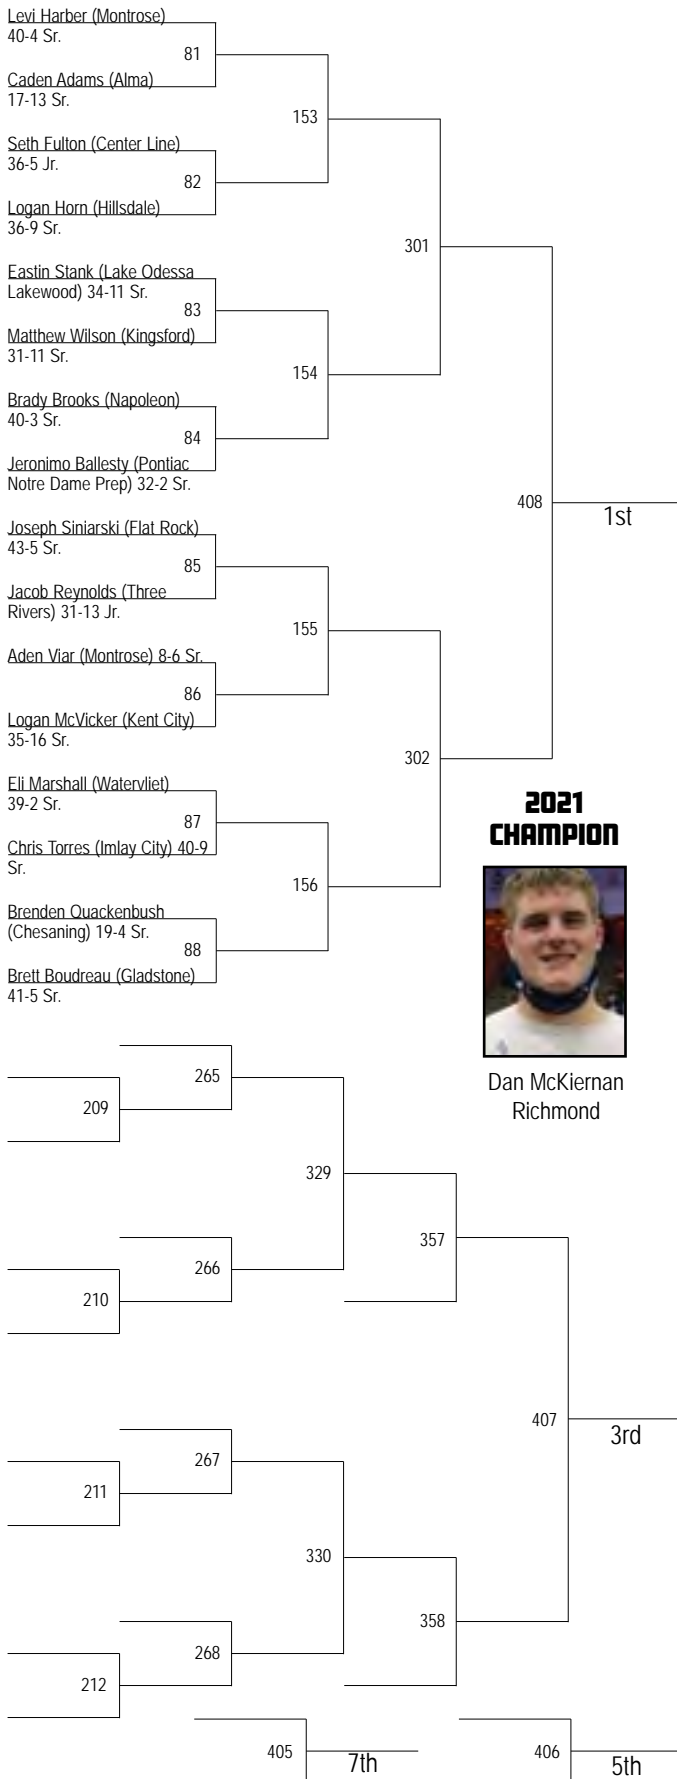 Levi Harber (Montrose)
40-4 Sr.
81
Caden Adams (Alma)
17-13 Sr.
153
Seth Fulton (Center Line)
36-5 Jr.
82
Logan Horn (Hillsdale)
36-9 Sr.
301
Eastin Stank (Lake Odessa
Lakewood) 34-11 Sr.
83
Matthew Wilson (Kingsford)
31-11 Sr.
154
Brady Brooks (Napoleon)
40-3 Sr.
84
Jeronimo Ballesty (Pontiac
Notre Dame Prep) 32-2 Sr.
408
1st
Joseph Siniarski (Flat Rock)
43-5 Sr.
85
Jacob Reynolds (Three
Rivers) 31-13 Jr.
155
Aden Viar (Montrose) 8-6 Sr.
86
Logan McVicker (Kent City)
35-16 Sr.
302
Eli Marshall (Watervliet)
39-2 Sr.
87
Chris Torres (Imlay City) 40-9
Sr.
156
Brenden Quackenbush
(Chesaning) 19-4 Sr.
88
Brett Boudreau (Gladstone)
41-5 Sr.
2021
CHAMPION
Dan McKiernan
Richmond
265
209
329
357
266
210
407
3rd
267
211
330
358
268
212
405
7th
406
5th